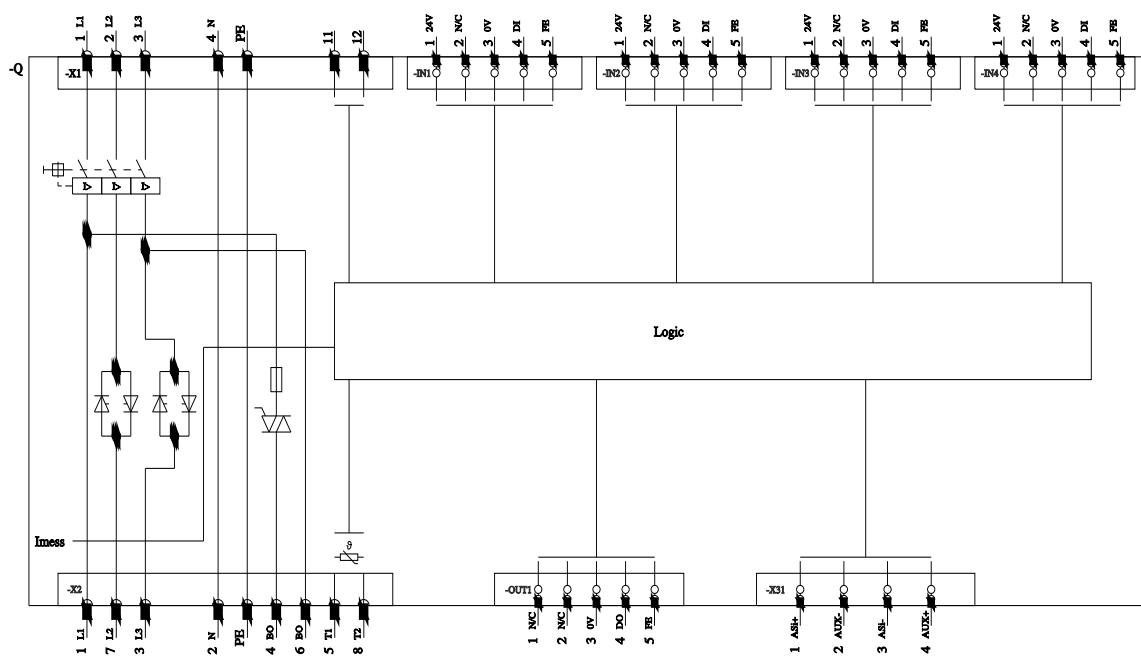 1 L1
2 L2
3 L3
4 N
PE
11
12
1 24V
2 N/C
3 0V
4 DI
5 FE
1 24V
2 N/C
3 0V
4 DI
5 FE
1 24V
2 N/C
3 0V
4 DI
5 FE
1 24V
2 N/C
3 0V
4 DI
5 FE
-Q
-X1
-IN1
-IN2
-IN3
-IN4
Logic
Imess
ϑ
-X2
-OUT1
-X31
1 L1
7 L2
3 L3
2 N
PE
4 BO
6 BO
5 T1
8 T2
1 N/C
2 N/C
3 0V
4 DO
5 FE
1 ASi+
2 AUX-
3 ASi-
4 AUX+